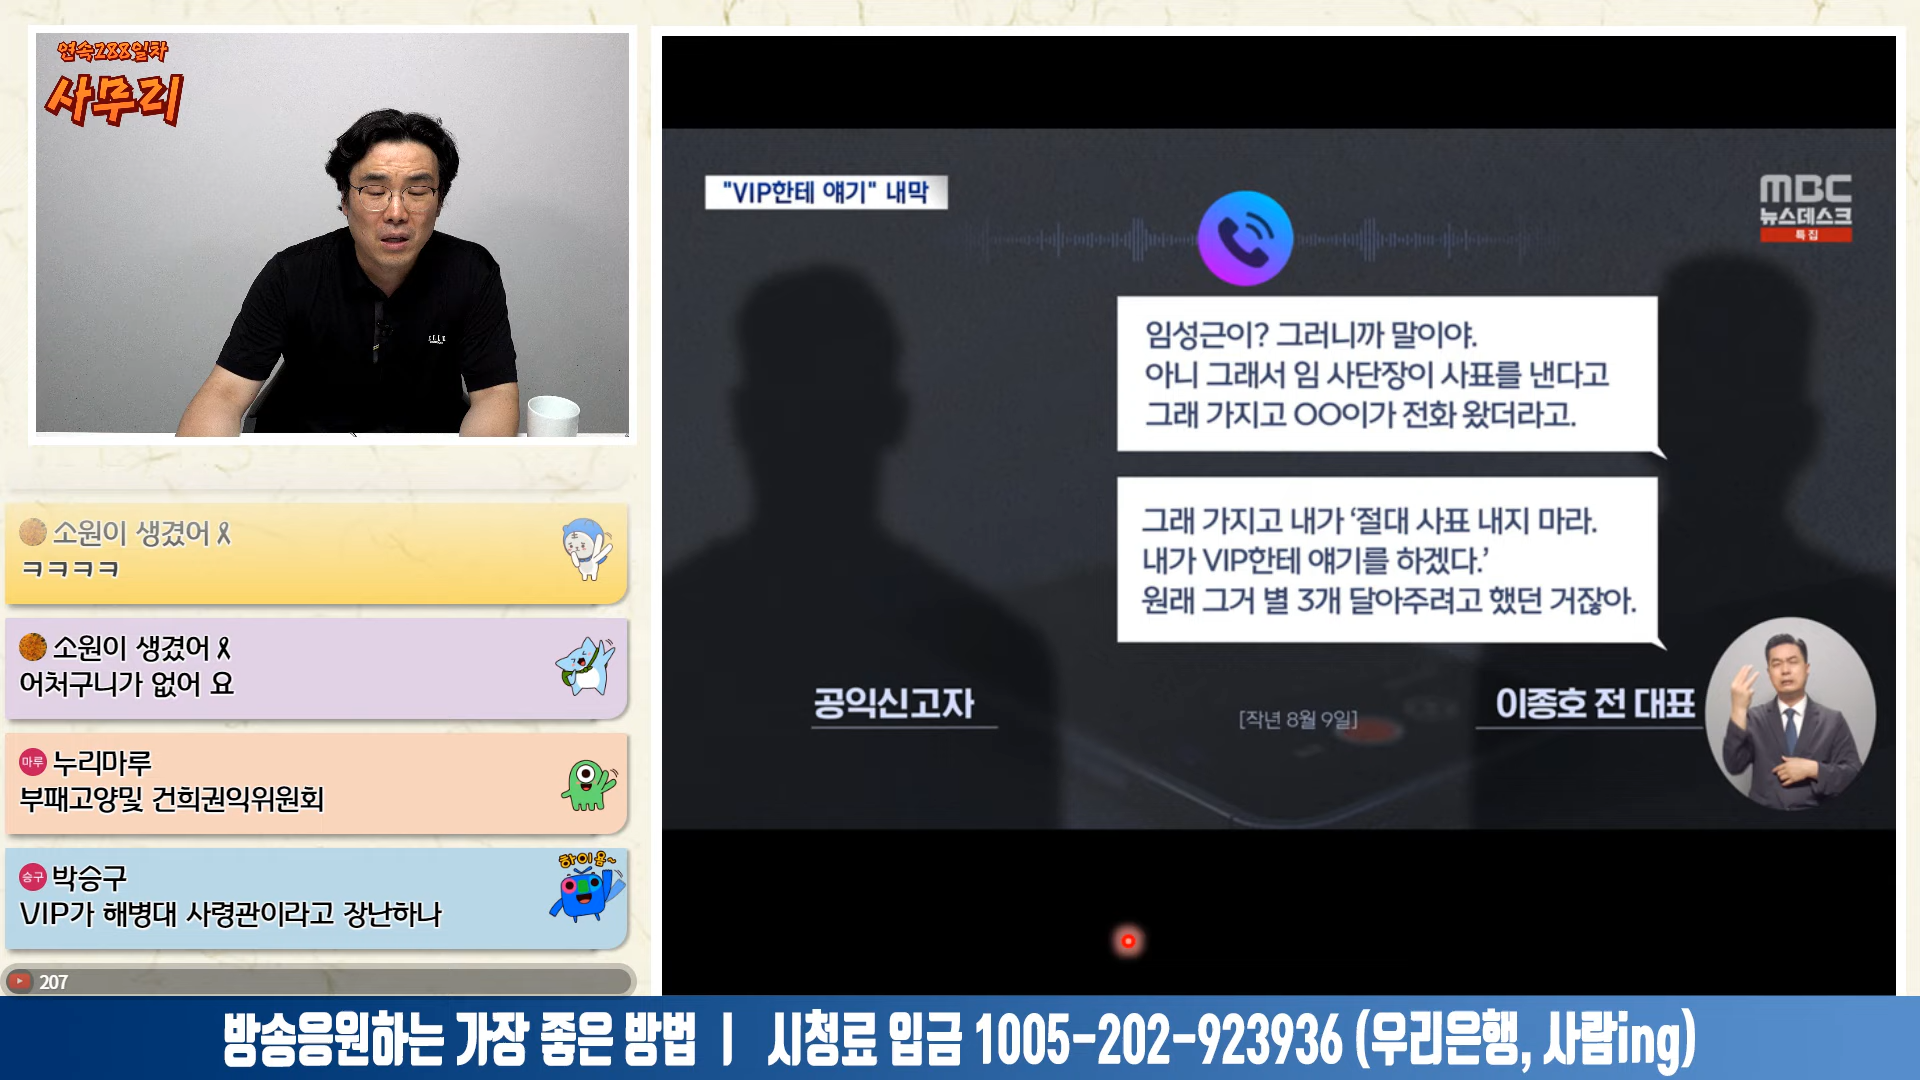 연속288일차
사무리
소원이 생겼어🎗
ㅋㅋㅋㅋ
소원이 생겼어🎗
어처구니가 없어 요
마루 누리마루
부패고양및 건희권익위원회
승구 박승구
VIP가 해병대 사령관이라고 장난하나
하이욤~
207
"VIP한테 얘기" 내막
MBC
뉴스데스크
특집
임성근이? 그러니까 말이야.
아니 그래서 임 사단장이 사표를 낸다고
그래 가지고 OO이가 전화 왔더라고.
그래 가지고 내가 ‘절대 사표 내지 마라.
내가 VIP한테 얘기를 하겠다.’
원래 그거 별 3개 달아주려고 했던 거잖아.
공익신고자
[작년 8월 9일]
이종호 전 대표
방송응원하는 가장 좋은 방법 ㅣ 시청료 입금 1005-202-923936 (우리은행, 사람ing)